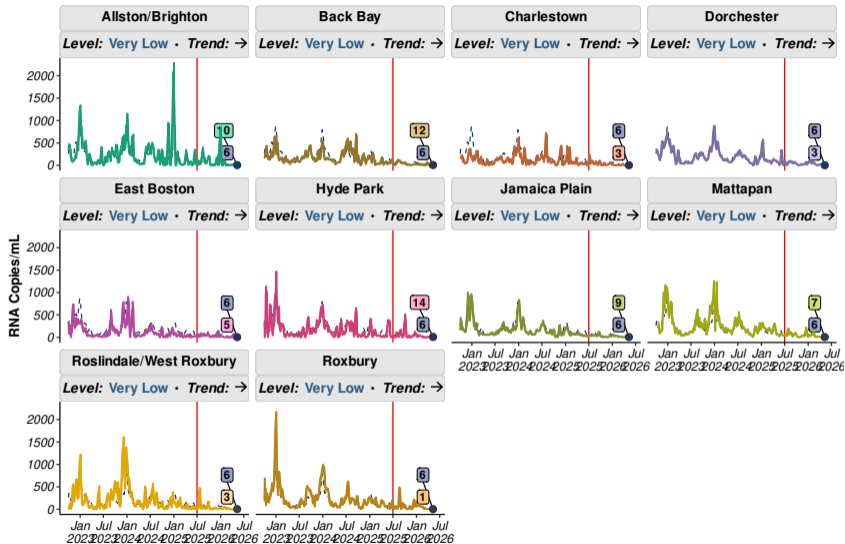 Allston/Brighton
Back Bay
Charlestown
Dorchester
Level: Very Low · Trend: →
Level: Very Low · Trend: →
Level: Very Low · Trend: →
Level: Very Low · Trend: →
2000
1500
1000
500
0
10
6
12
6
6
3
6
3
East Boston
Hyde Park
Jamaica Plain
Mattapan
Level: Very Low · Trend: →
Level: Very Low · Trend: →
Level: Very Low · Trend: →
Level: Very Low · Trend: →
RNA Copies/mL
2000
1500
1000
500
0
6
5
14
6
9
6
7
6
Jan 2023 Jul 2023 Jan 2024 Jul 2024 Jan 2025 Jul 2025 Jan 2026 Jul 2026
Jan 2023 Jul 2023 Jan 2024 Jul 2024 Jan 2025 Jul 2025 Jan 2026 Jul 2026
Roslindale/West Roxbury
Roxbury
Level: Very Low · Trend: →
Level: Very Low · Trend: →
2000
1500
1000
500
0
6
3
6
1
Jan 2023 Jul 2023 Jan 2024 Jul 2024 Jan 2025 Jul 2025 Jan 2026 Jul 2026
Jan 2023 Jul 2023 Jan 2024 Jul 2024 Jan 2025 Jul 2025 Jan 2026 Jul 2026